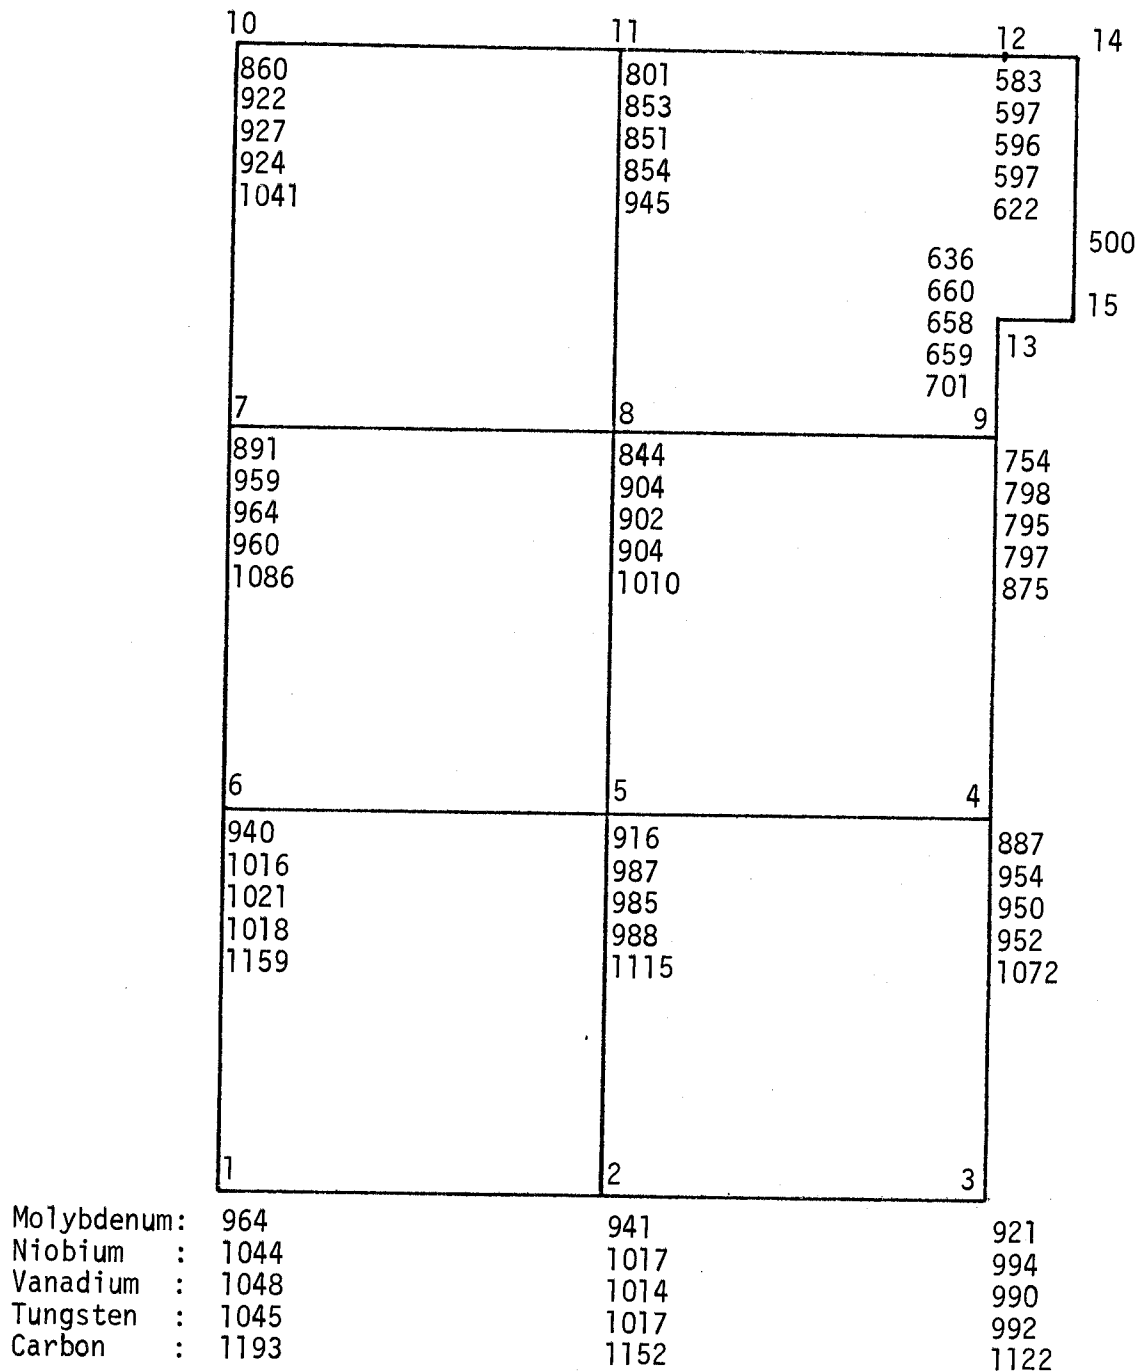 10 11 12 14
860 801 583
922 853 597
927 851 596
924 854 597
1041 945 622
500
636
660
15
658
13
659
701
7 8 9
891 844 754
959 904 798
964 902 795
960 904 797
1086 1010 875
6 5 4
940 916 887
1016 987 954
1021 985 950
1018 988 952
1159 1115 1072
1 2 3
Molybdenum: 964 941 921
Niobium : 1044 1017 994
Vanadium : 1048 1014 990
Tungsten : 1045 1017 992
Carbon : 1193 1152 1122